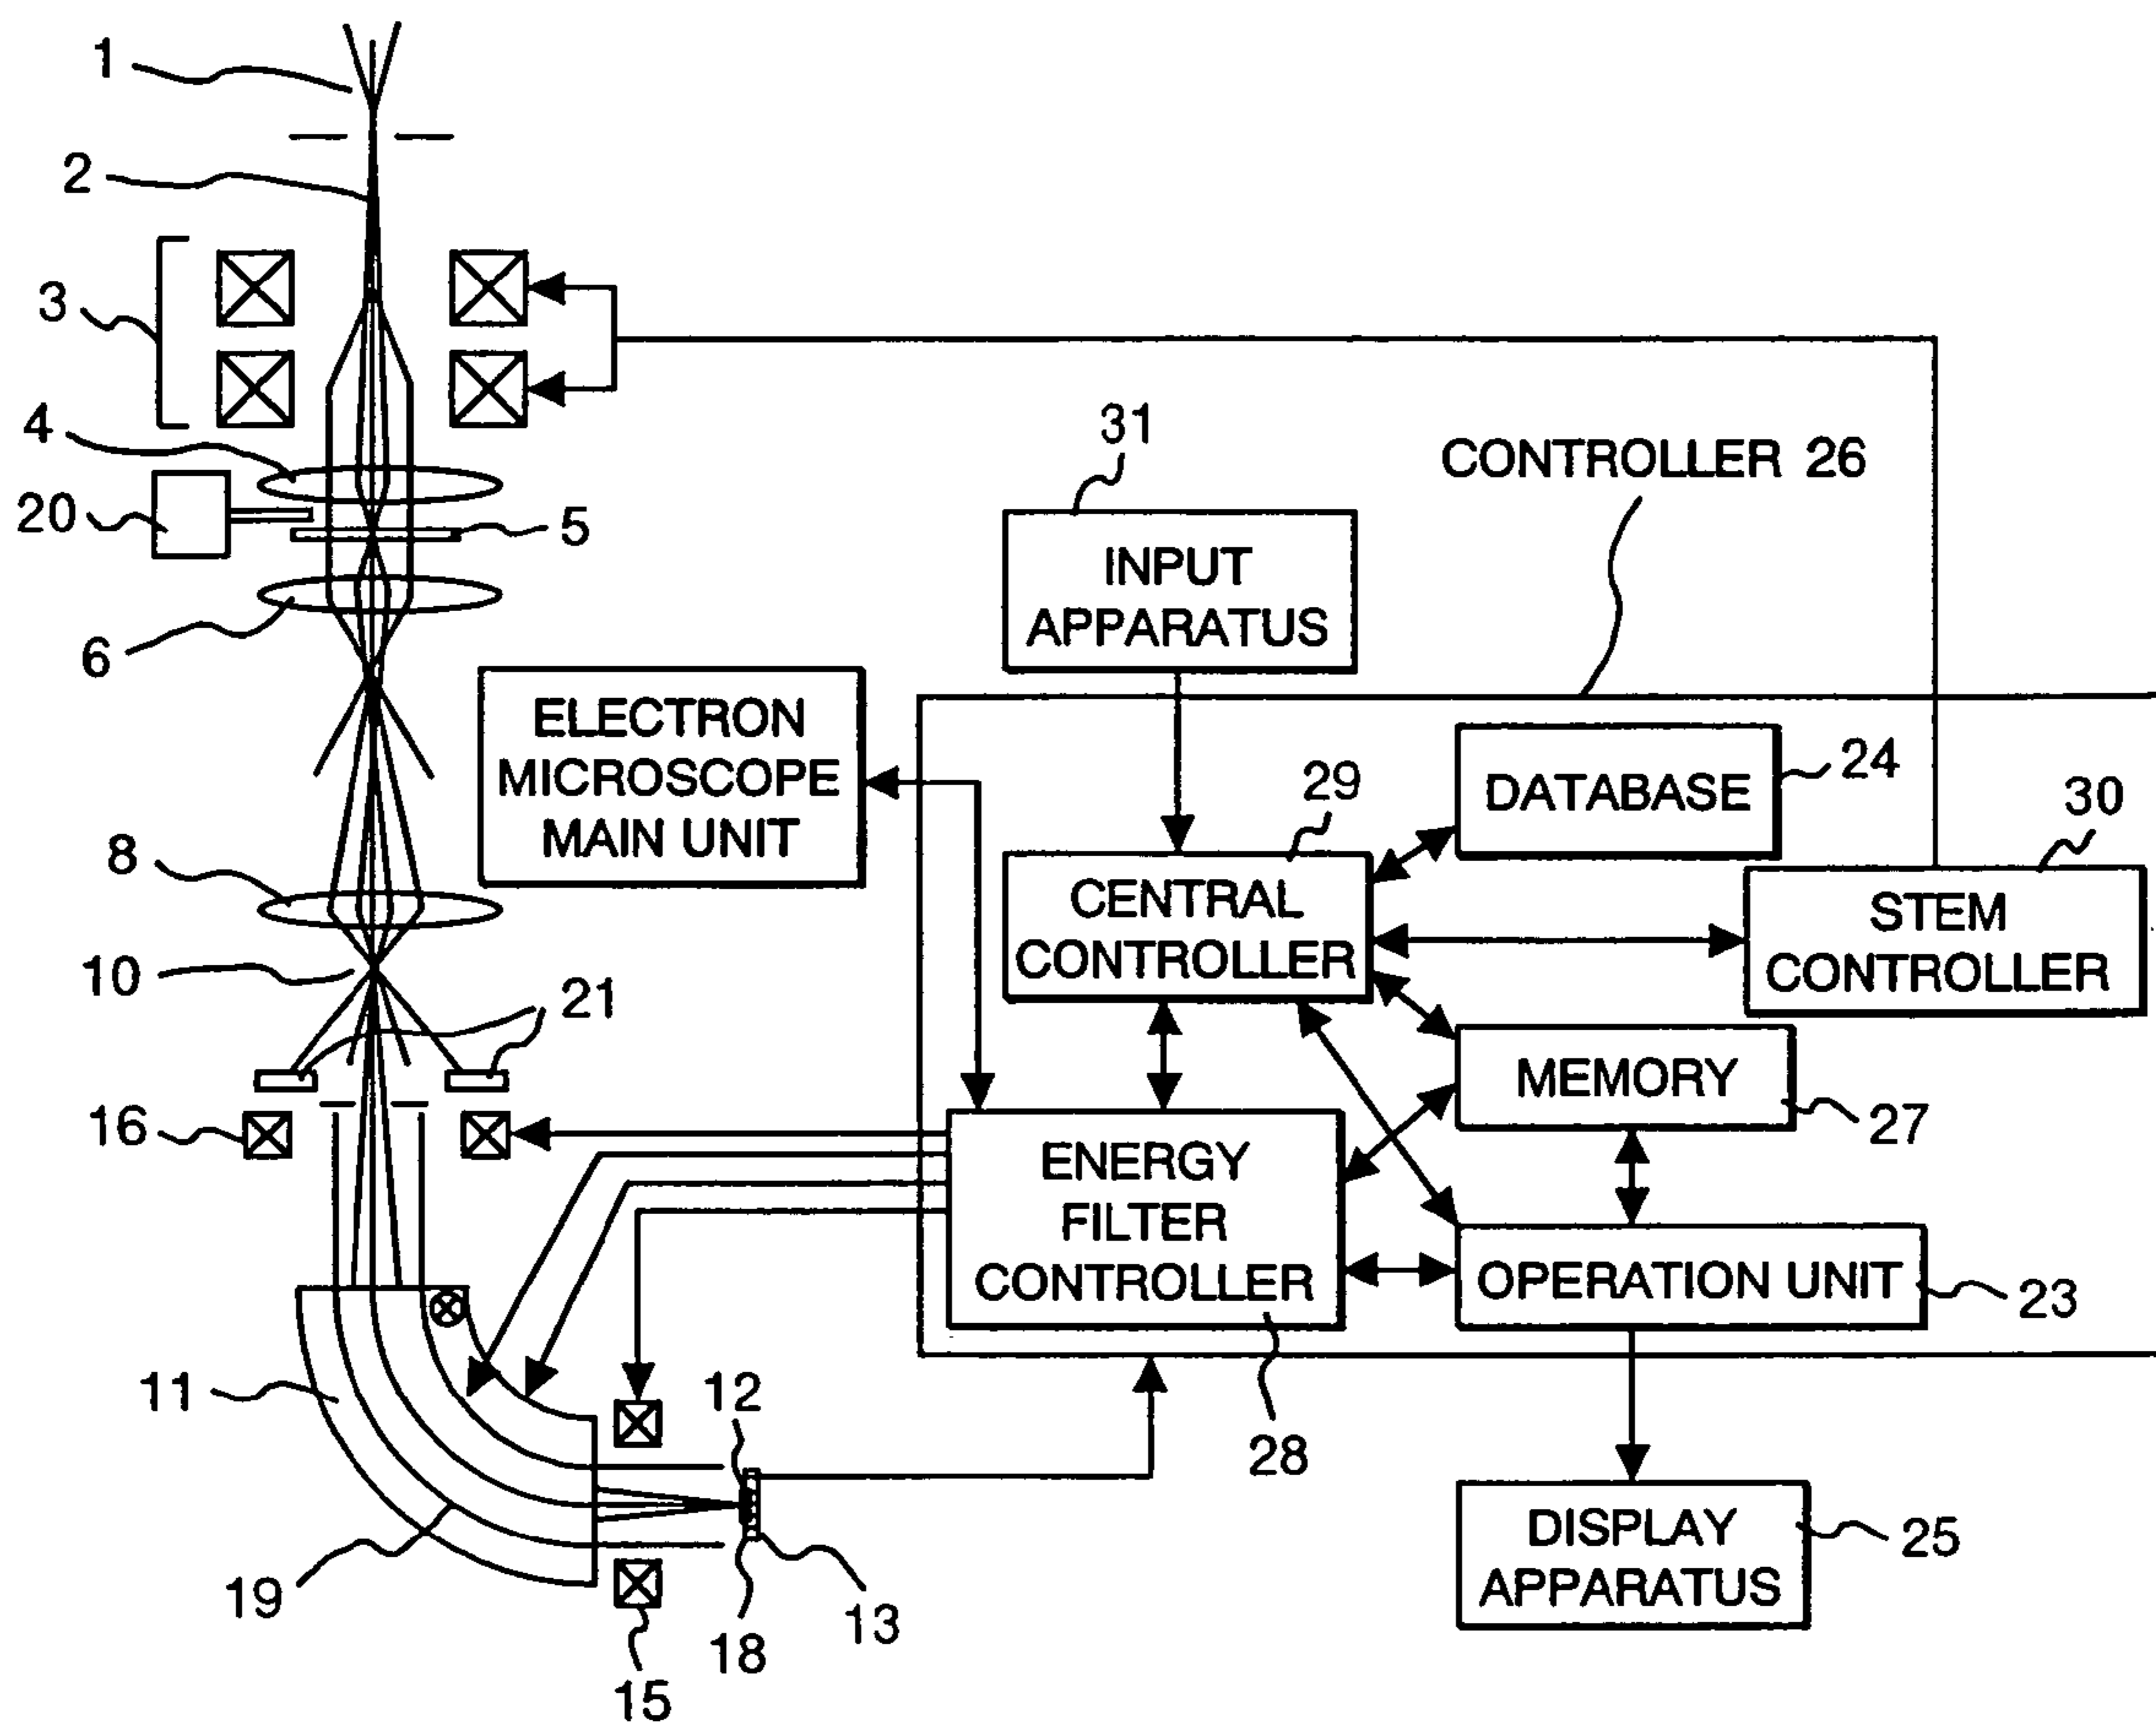 1
2
3
4
20
5
6
31
CONTROLLER 26
INPUT
APPARATUS
ELECTRON
MICROSCOPE
MAIN UNIT
29
DATABASE
24
30
8
CENTRAL
CONTROLLER
STEM
CONTROLLER
10
21
MEMORY
27
16
ENERGY
FILTER
CONTROLLER
OPERATION UNIT
23
11
12
28
19
18
13
15
DISPLAY
APPARATUS
25